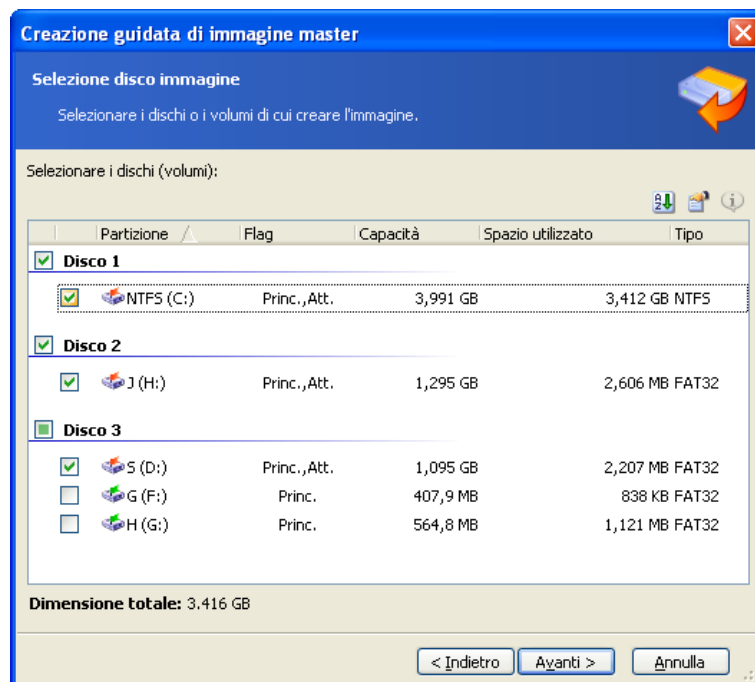 Creazione guidata di immagine master
Selezione disco immagine
Selezionare i dischi o i volumi di cui creare l'immagine.
Selezionare i dischi (volumi):
Partizione Flag Capacità Spazio utilizzato Tipo
Disco 1
NTFS (C:) Princ.,Att. 3,991 GB 3,412 GB NTFS
Disco 2
J (H:) Princ.,Att. 1,295 GB 2,606 MB FAT32
Disco 3
S (D:) Princ.,Att. 1,095 GB 2,207 MB FAT32
G (F:) Princ. 407,9 MB 838 KB FAT32
H (G:) Princ. 564,8 MB 1,121 MB FAT32
Dimensione totale: 3.416 GB
< Indietro Avanti > Annulla